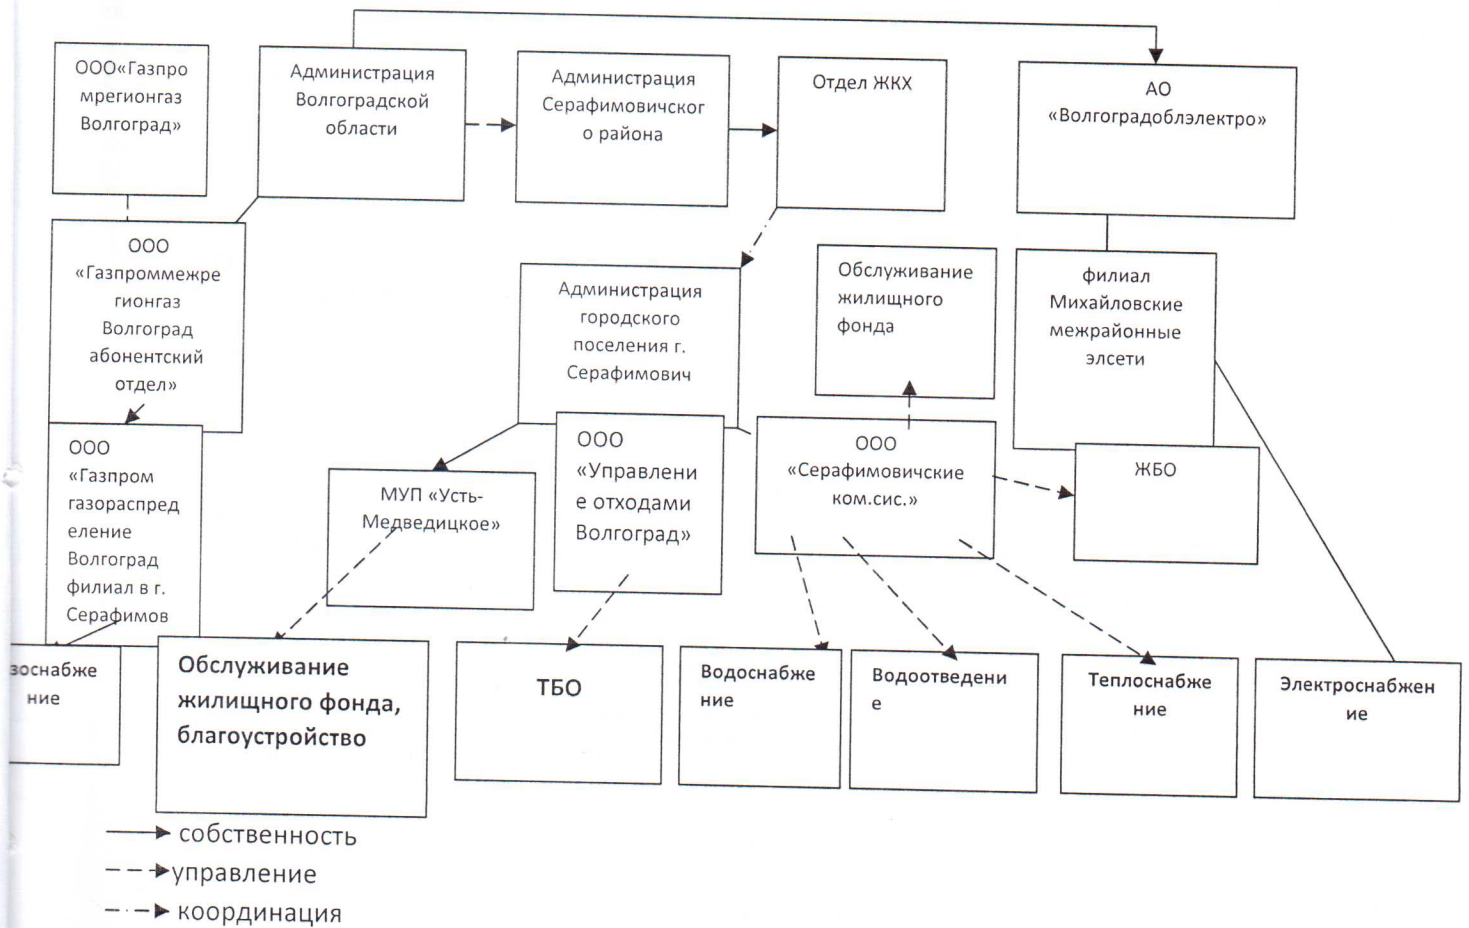 ООО«Газпро
мрегионгаз
Волгоград»
Администрация
Волгоградской
области
Администрация
Серафимовичског
о района
Отдел ЖКХ
АО
«Волгоградоблэлектро»
ООО
«Газпроммежре
гионгаз
Волгоград
абонентский
отдел»
Администрация
городского
поселения г.
Серафимович
Обслуживание
жилищного
фонда
филиал
Михайловские
межрайонные
элсети
ООО
«Газпром
газораспред
еление
Волгоград
филиал в г.
Серафимов
МУП «Усть-
Медведицкое»
ООО
«Управлени
е отходами
Волгоград»
ООО
«Серафимовичские
ком.сис.»
ЖБО
зоснабже
ние
Обслуживание
жилищного фонда,
благоустройство
ТБО
Водоснабже
ние
Водоотведени
е
Теплоснабже
ние
Электроснабжен
ие
собственность
управление
координация